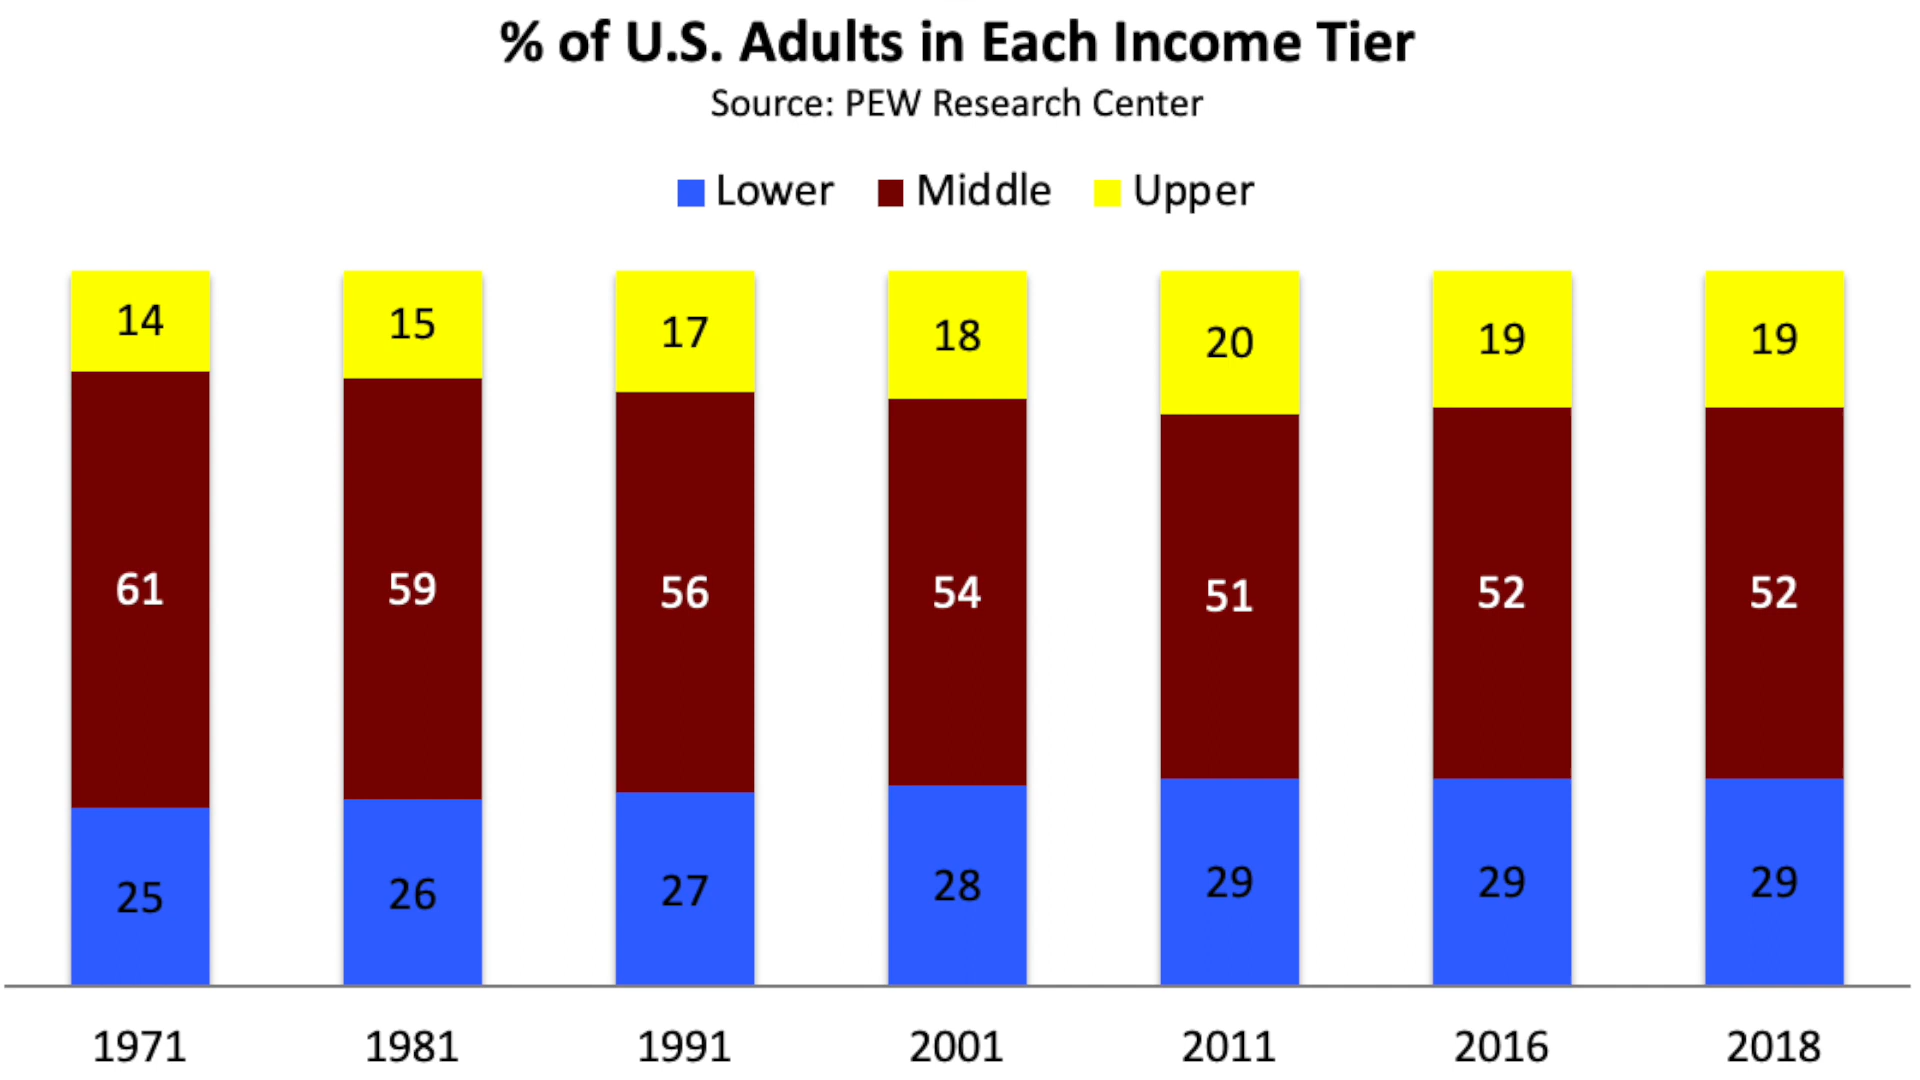 % of U.S. Adults in Each Income Tier
Source: PEW Research Center
Lower Middle Upper
14 15 17 18 20 19 19
61 59 56 54 51 52 52
25 26 27 28 29 29 29
1971 1981 1991 2001 2011 2016 2018